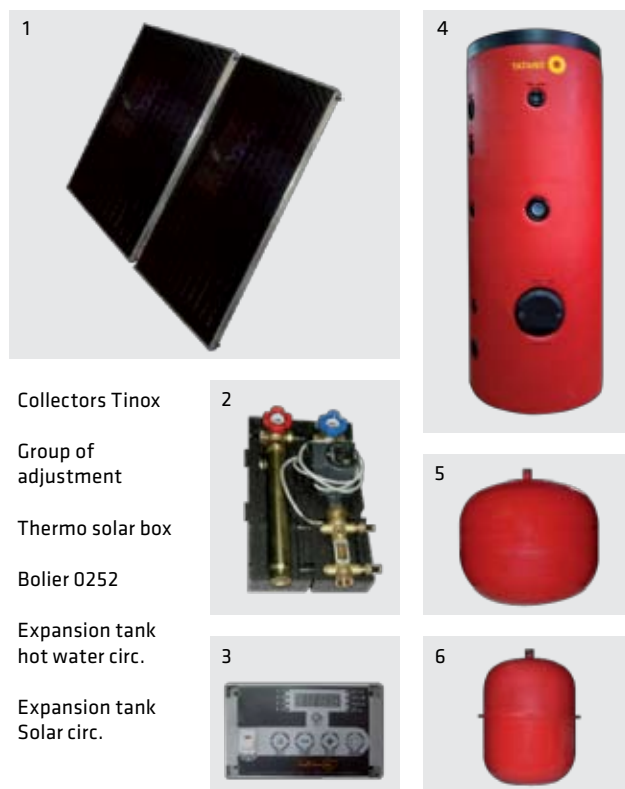 1
4
TATANO
Collectors Tinox
Group of
adjustment
Thermo solar box
Bolier 0252
Expansion tank
hot water circ.
Expansion tank
Solar circ.
2
5
3
6